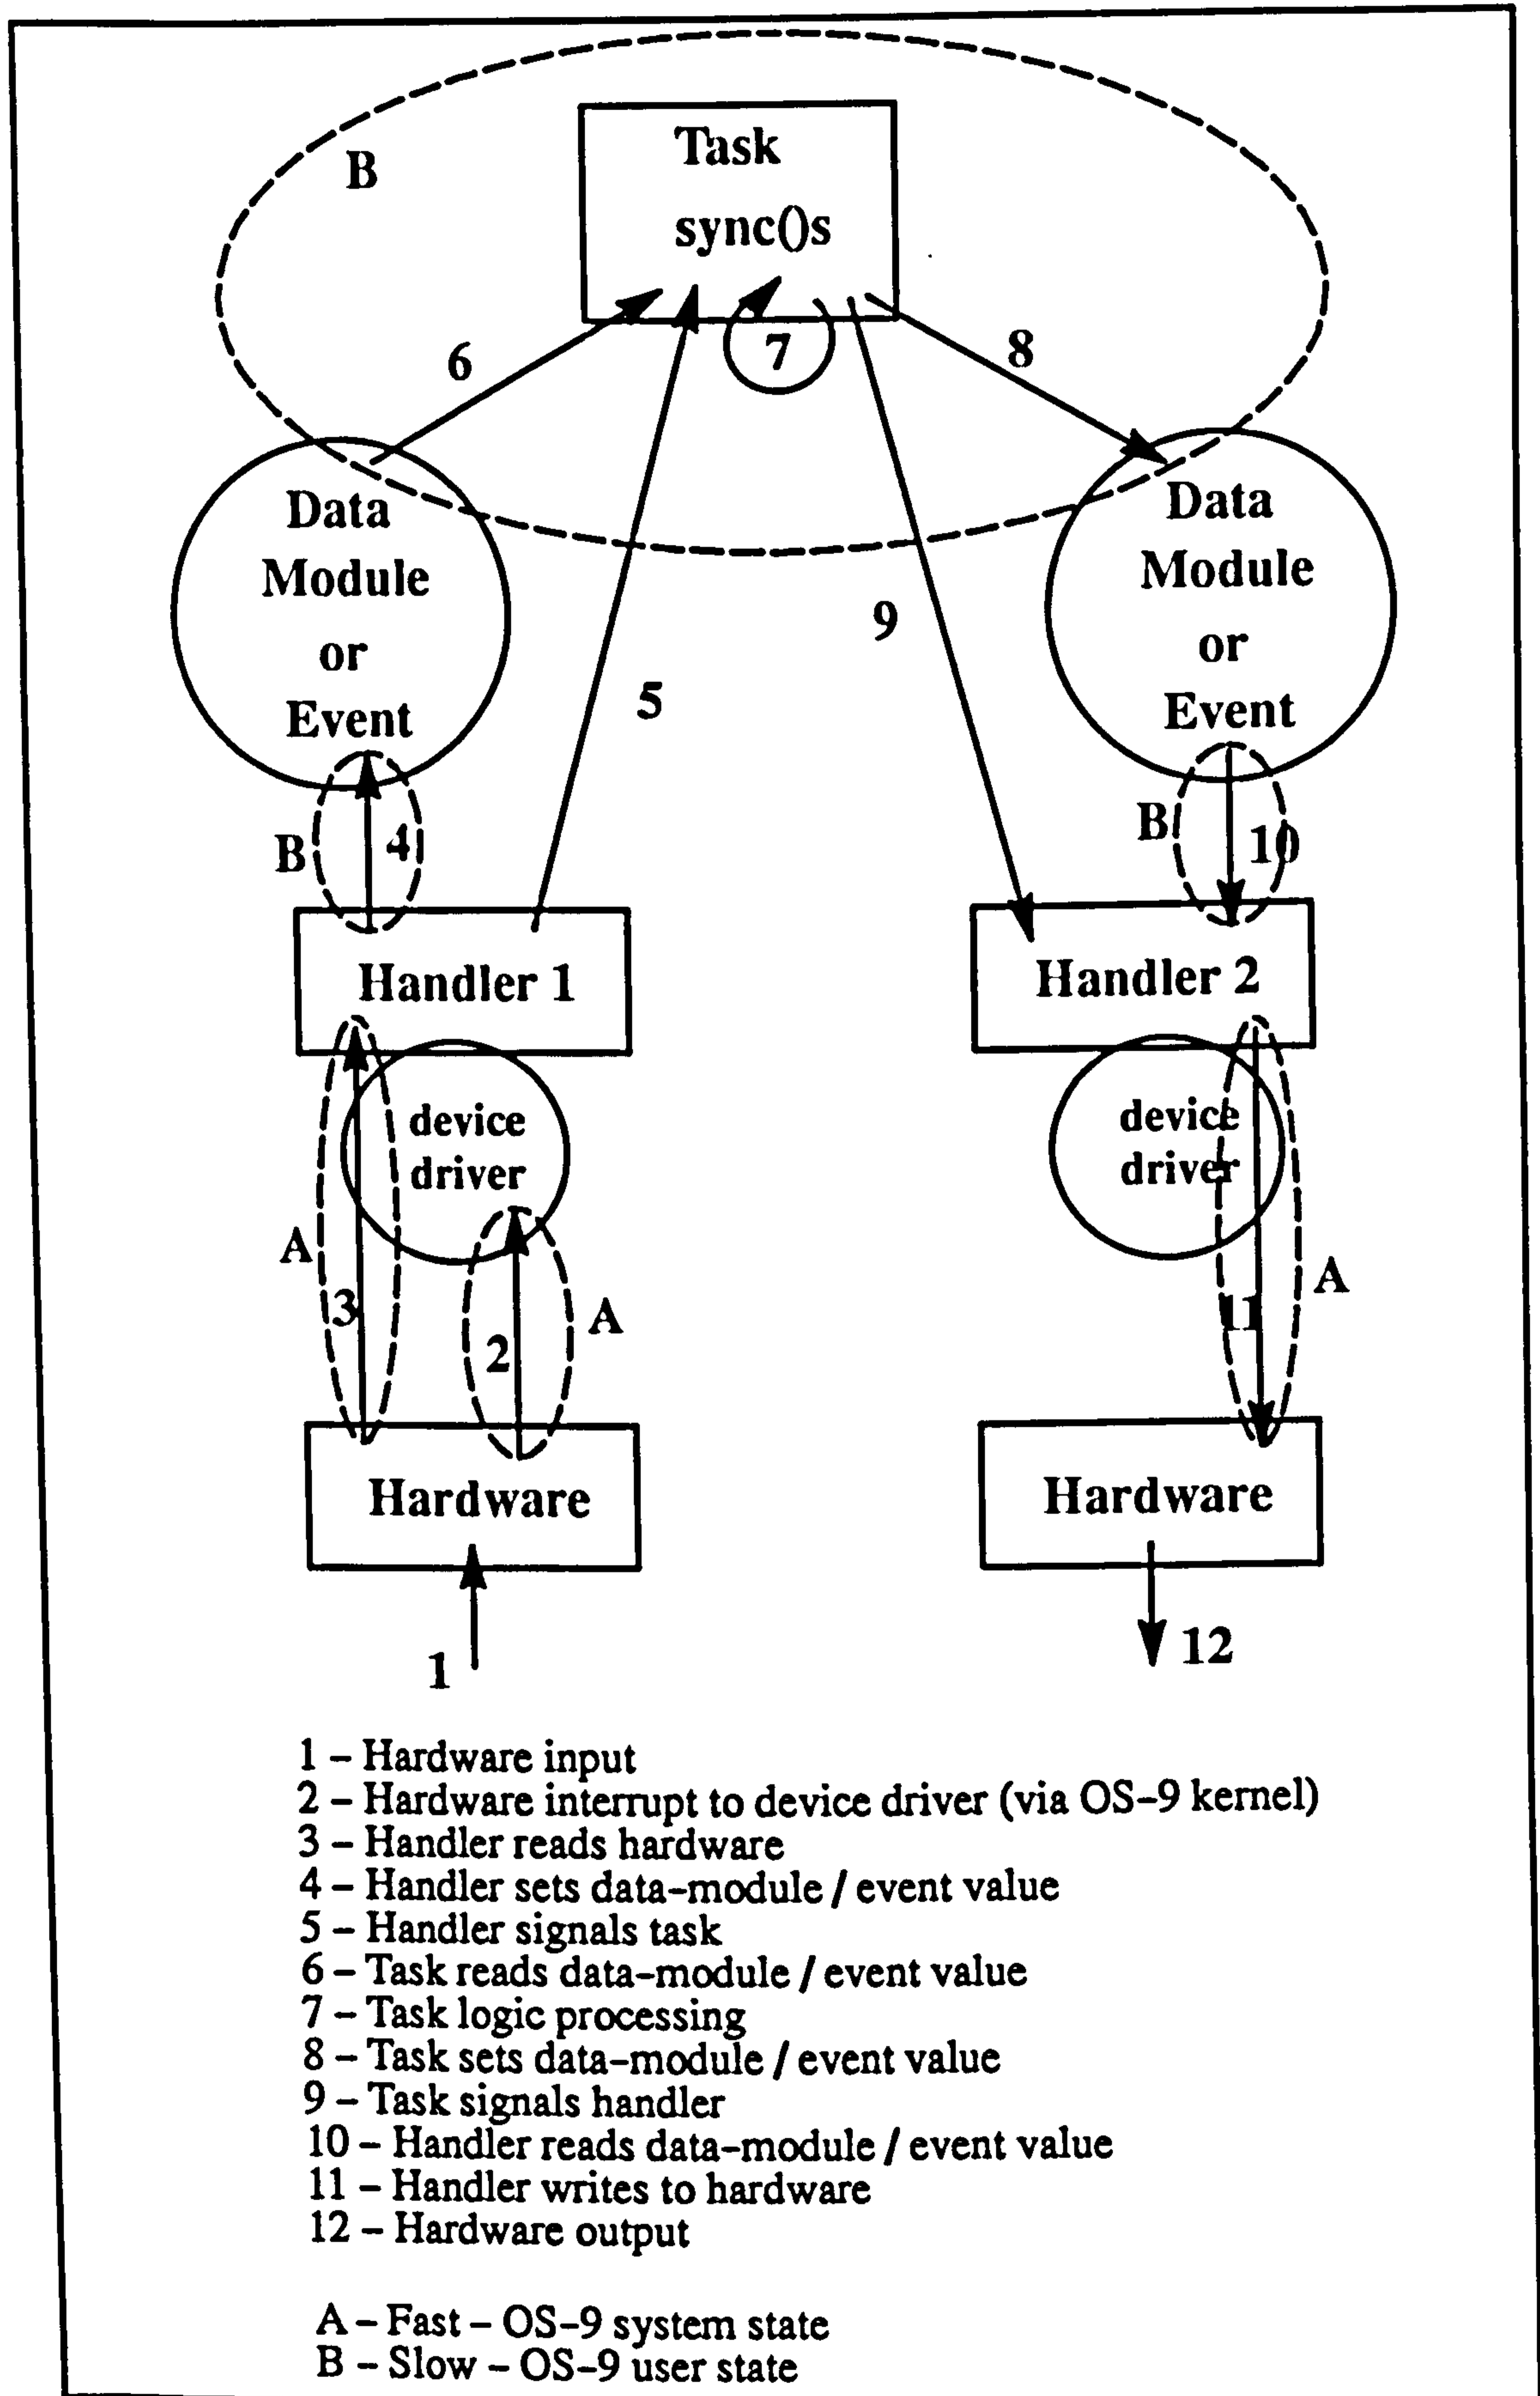 B
Task
sync()s
6
7
8
Data
Module
or
Event
Data
Module
or
Event
9
5
B
4
B
10
Handler 1
Handler 2
device
driver
device
driver
A
3
2
A
11
A
Hardware
Hardware
1
12
1 – Hardware input
2 – Hardware interrupt to device driver (via OS–9 kernel)
3 – Handler reads hardware
4 – Handler sets data–module / event value
5 – Handler signals task
6 – Task reads data–module / event value
7 – Task logic processing
8 – Task sets data–module / event value
9 – Task signals handler
10 – Handler reads data–module / event value
11 – Handler writes to hardware
12 – Hardware output
A – Fast – OS–9 system state
B – Slow – OS–9 user state